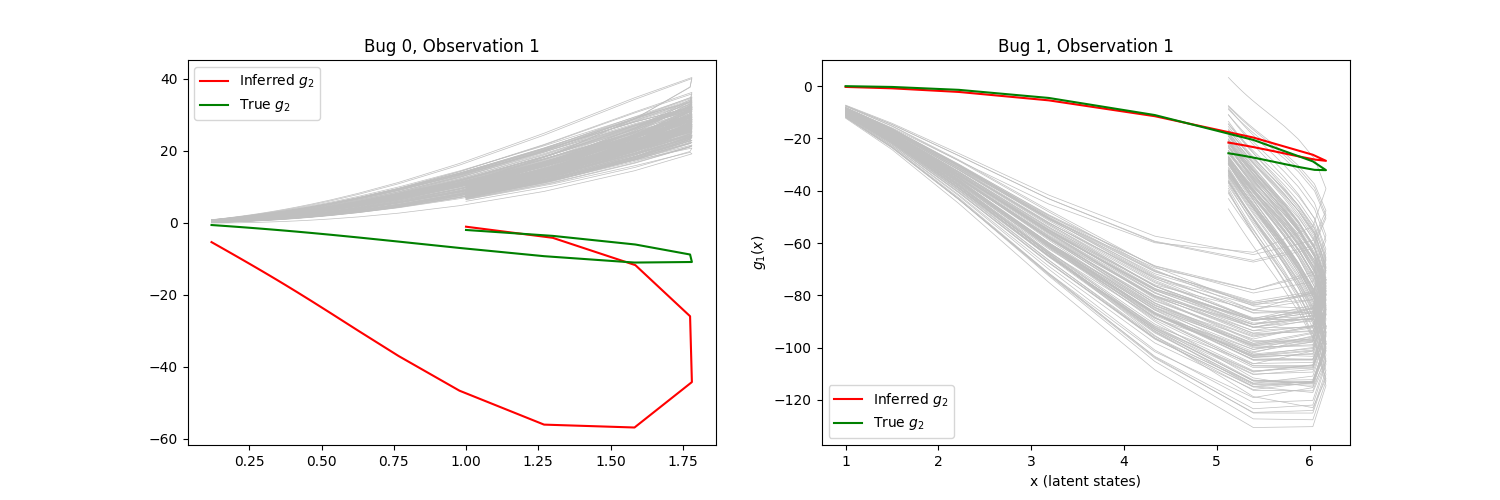 Bug 0, Observation 1
40
20
0
−20
−40
−60
Inferred g₂
True g₂
0.25 0.50 0.75 1.00 1.25 1.50 1.75
Bug 1, Observation 1
g₁(x)
0
−20
−40
−60
−80
−100
−120
Inferred g₂
True g₂
1 2 3 4 5 6
x (latent states)